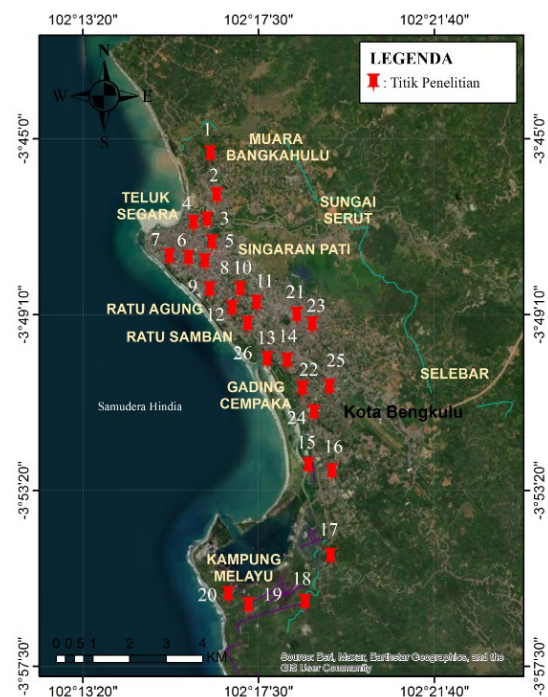 102°13'20" 102°17'30" 102°21'40"
N
W E
S
LEGENDA
: Titik Penelitian
-3°45'0" -3°45'0"
1
MUARA
BANGKAHULU
2
TELUK
SEGARA
SUNGAI
SERUT
4 3
5
SINGARAN PATI
7 6
8 10
9 11
21 23
RATU AGUNG
12
-3°49'10" -3°49'10"
RATU SAMBAN
13 14
26
22 25
GADING
CEMPAKA
SELEBAR
24
Kota Bengkulu
Samudera Hindia
15 16
-3°53'20" -3°53'20"
17
KAMPUNG
MELAYU
18
20 19
0 0.5 1 2 3 4
KM
Source: Esri, Maxar, Earthstar Geographics, and the
GIS User Community
-3°57'30" -3°57'30"
102°13'20" 102°17'30" 102°21'40"